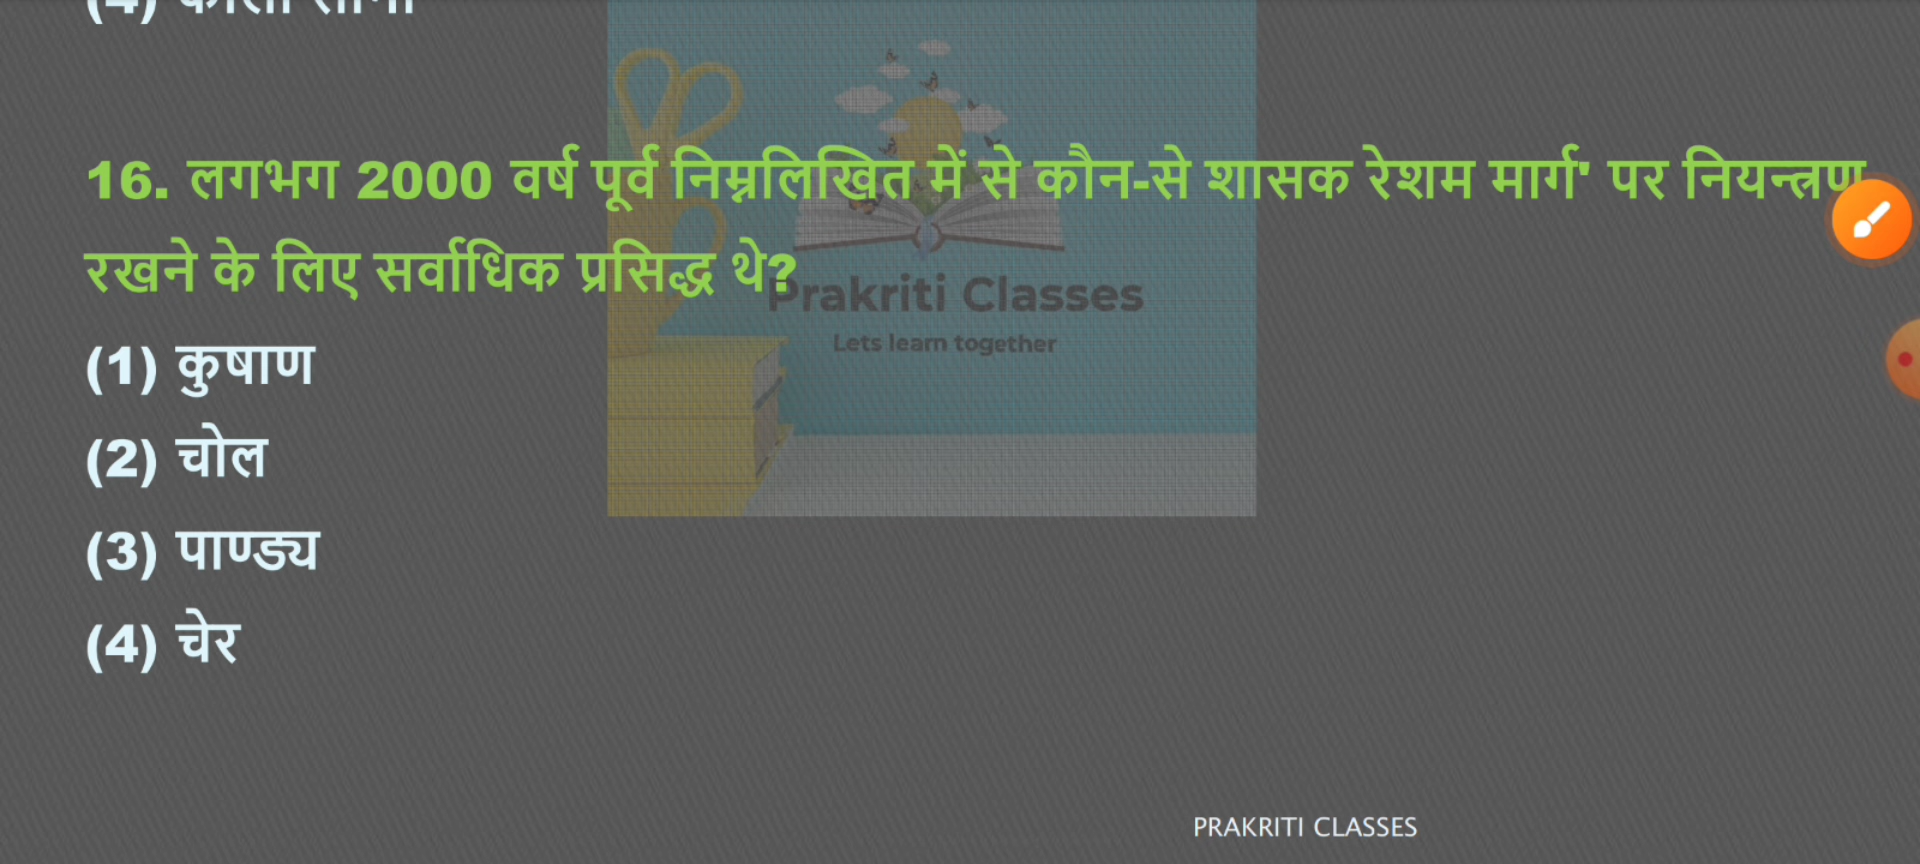 16. लगभग 2000 वर्ष पूर्व निम्नलिखित में से कौन-से शासक रेशम मार्ग' पर नियन्त्रण
रखने के लिए सर्वाधिक प्रसिद्ध थे?
Prakriti Classes
Lets learn together
(1) कुषाण
(2) चोल
(3) पाण्ड्य
(4) चेर
PRAKRITI CLASSES